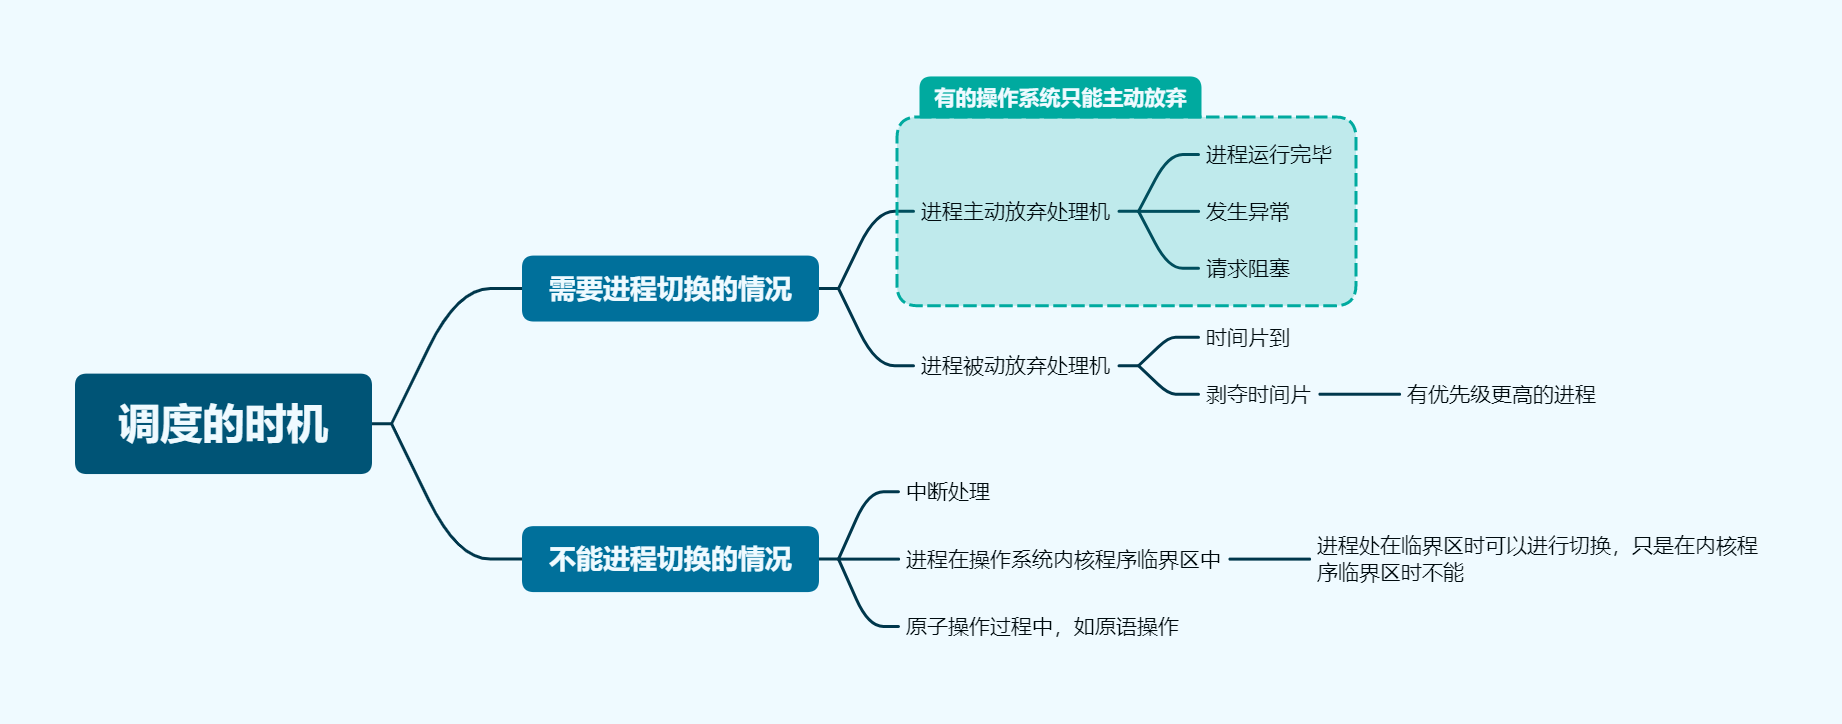 调度的时机
需要进程切换的情况
有的操作系统只能主动放弃
进程主动放弃处理机
进程运行完毕
发生异常
请求阻塞
进程被动放弃处理机
时间片到
剥夺时间片
有优先级更高的进程
不能进程切换的情况
中断处理
进程在操作系统内核程序临界区中
进程处在临界区时可以进行切换，只是在内核程
序临界区时不能
原子操作过程中，如原语操作